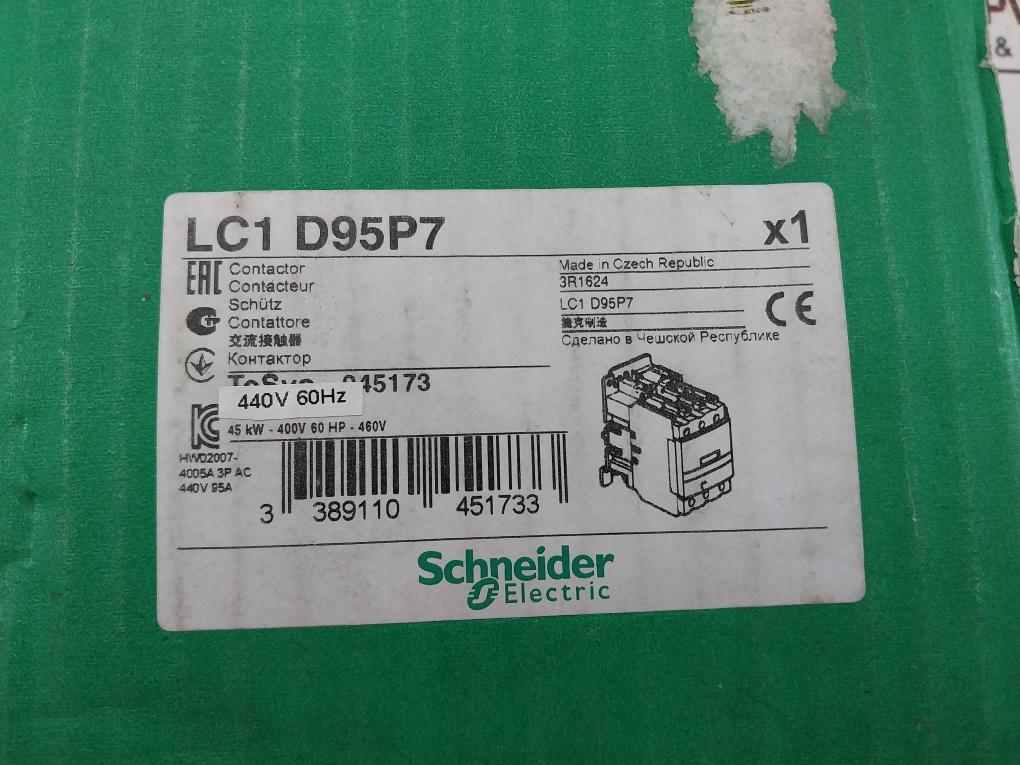 LC1 D95P7
x1
EAC
Contactor
Contacteur
Schütz
Contattore
交流接触器
Контактор
045173
440V 60Hz
45 kW - 400V 60 HP - 460V
HW02007-
4005A 3P AC
440V 95A
Made in Czech Republic
3R1624
LC1 D95P7
捷克制造
Сделано в Чешской Республике
CE
3 389110 451733
Schneider
Electric
&